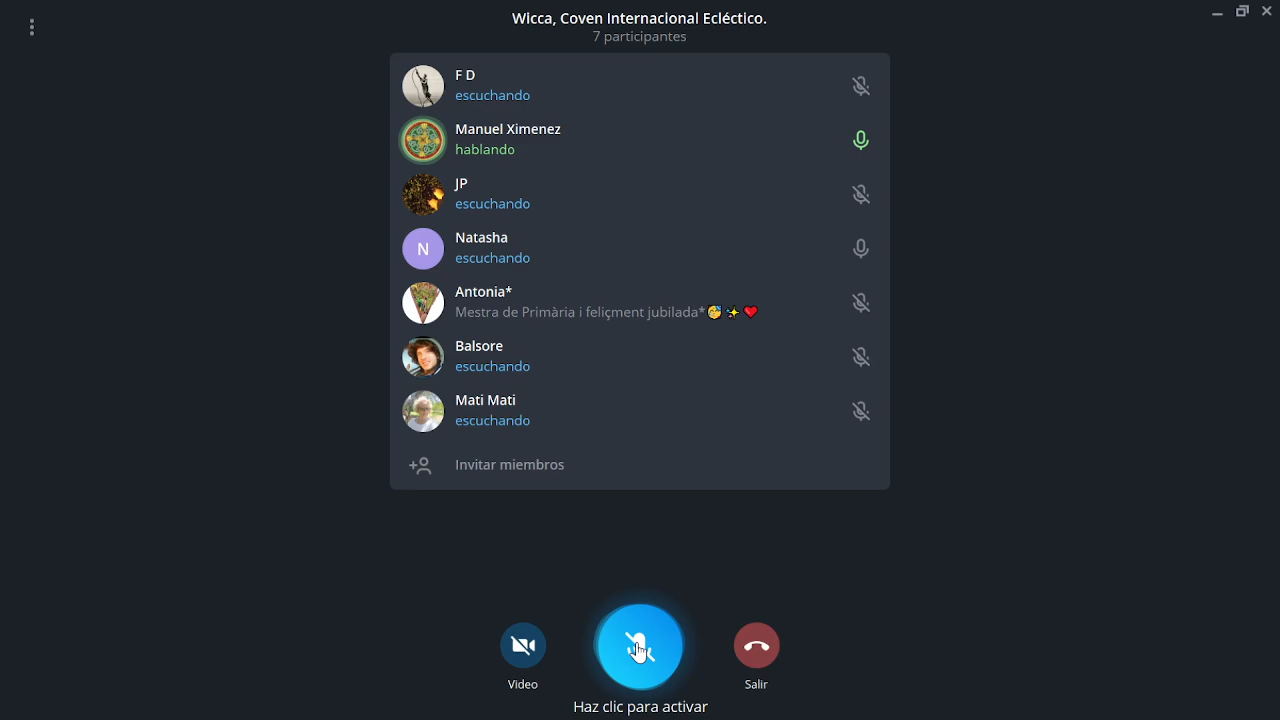 Wicca, Coven Internacional Ecléctico.
7 participantes
F D
escuchando
Manuel Ximenez
hablando
JP
escuchando
N
Natasha
escuchando
Antonia*
Mestra de Primària i feliçment jubilada*🥳✨❤️
Balsore
escuchando
Mati Mati
escuchando
Invitar miembros
Video
Salir
Haz clic para activar